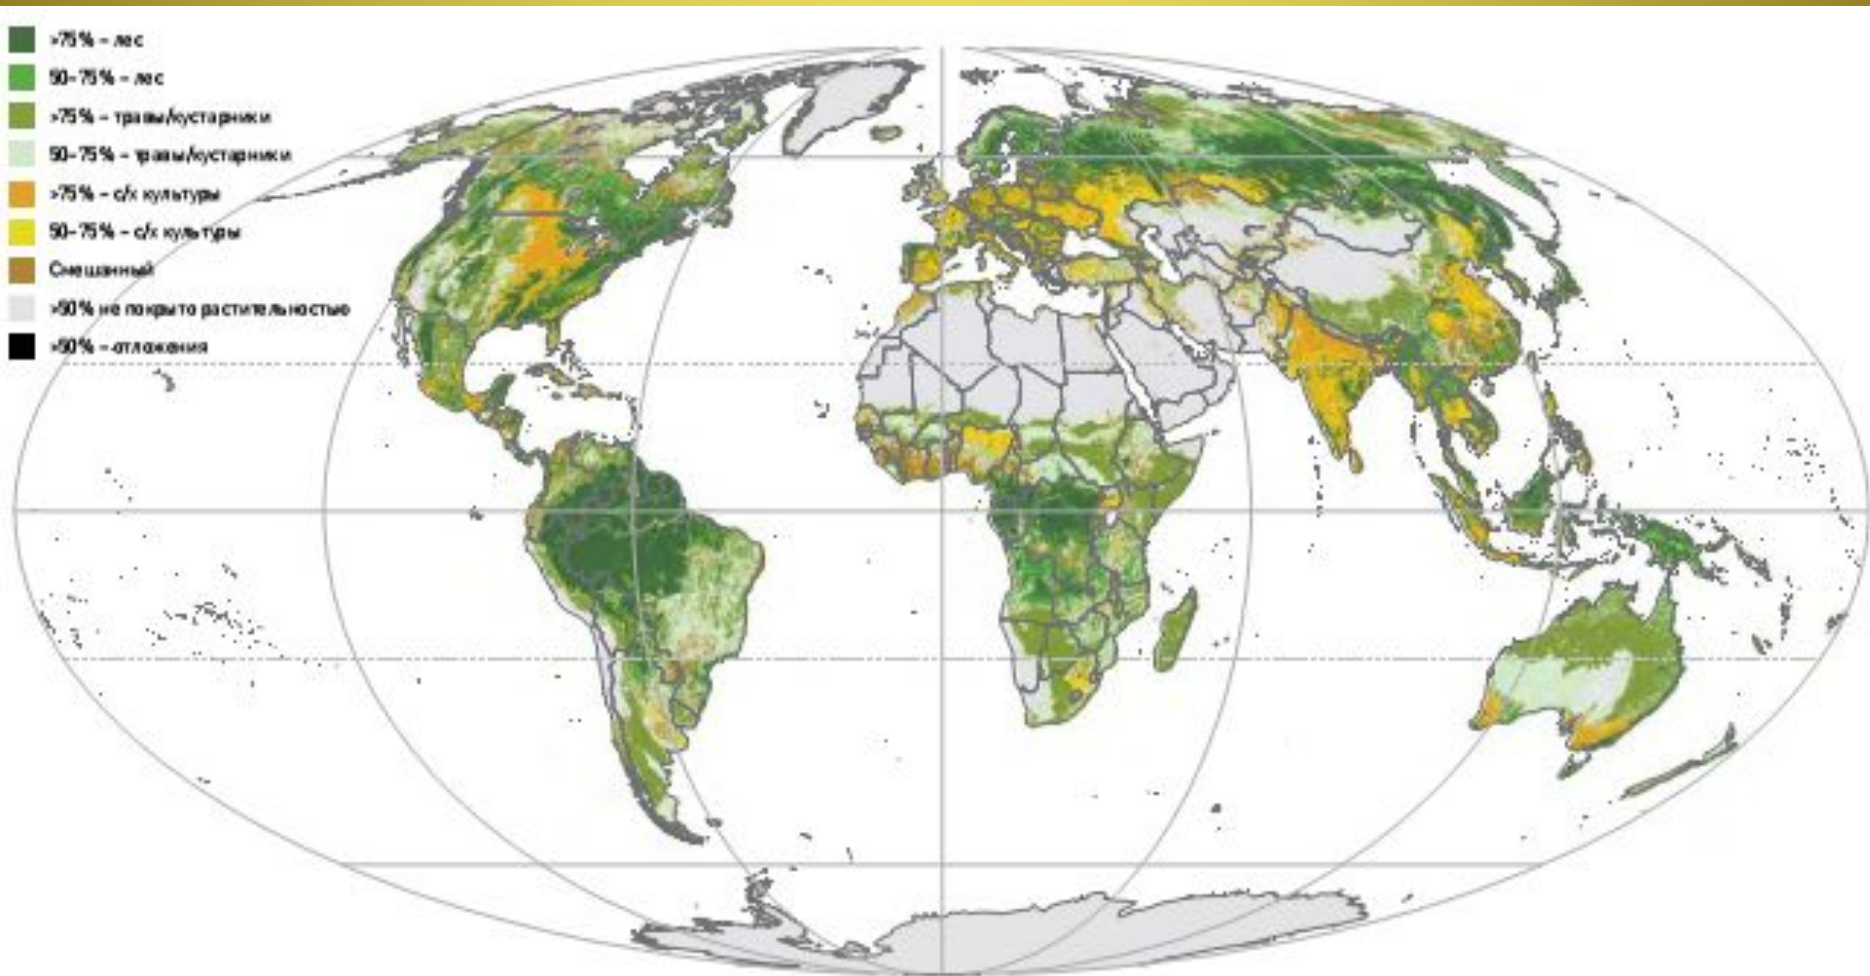 >75% – лес
50–75% – лес
>75% – травы/кустарники
50–75% – травы/кустарники
>75% – с/х культуры
50–75% – с/х культуры
Смешанный
>50% не покрыто растительностью
>50% – отложения